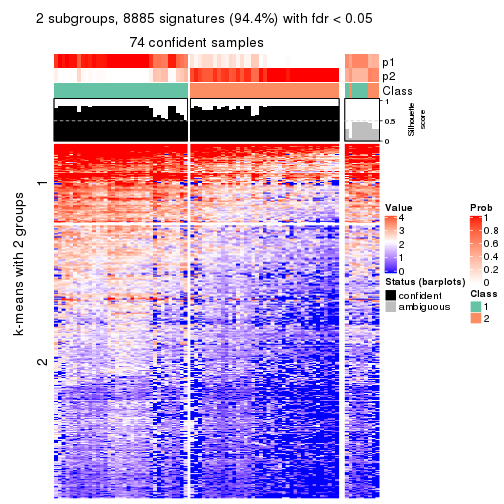 2 subgroups, 8885 signatures (94.4%) with fdr < 0.05
74 confident samples
p1
p2
Class
1
0.5
0
Silhouette
score
k-means with 2 groups
1
2
Value
4
3
2
1
0
Prob
1
0.8
0.6
0.4
0.2
0
Status (barplots)
confident
ambiguous
Class
1
2